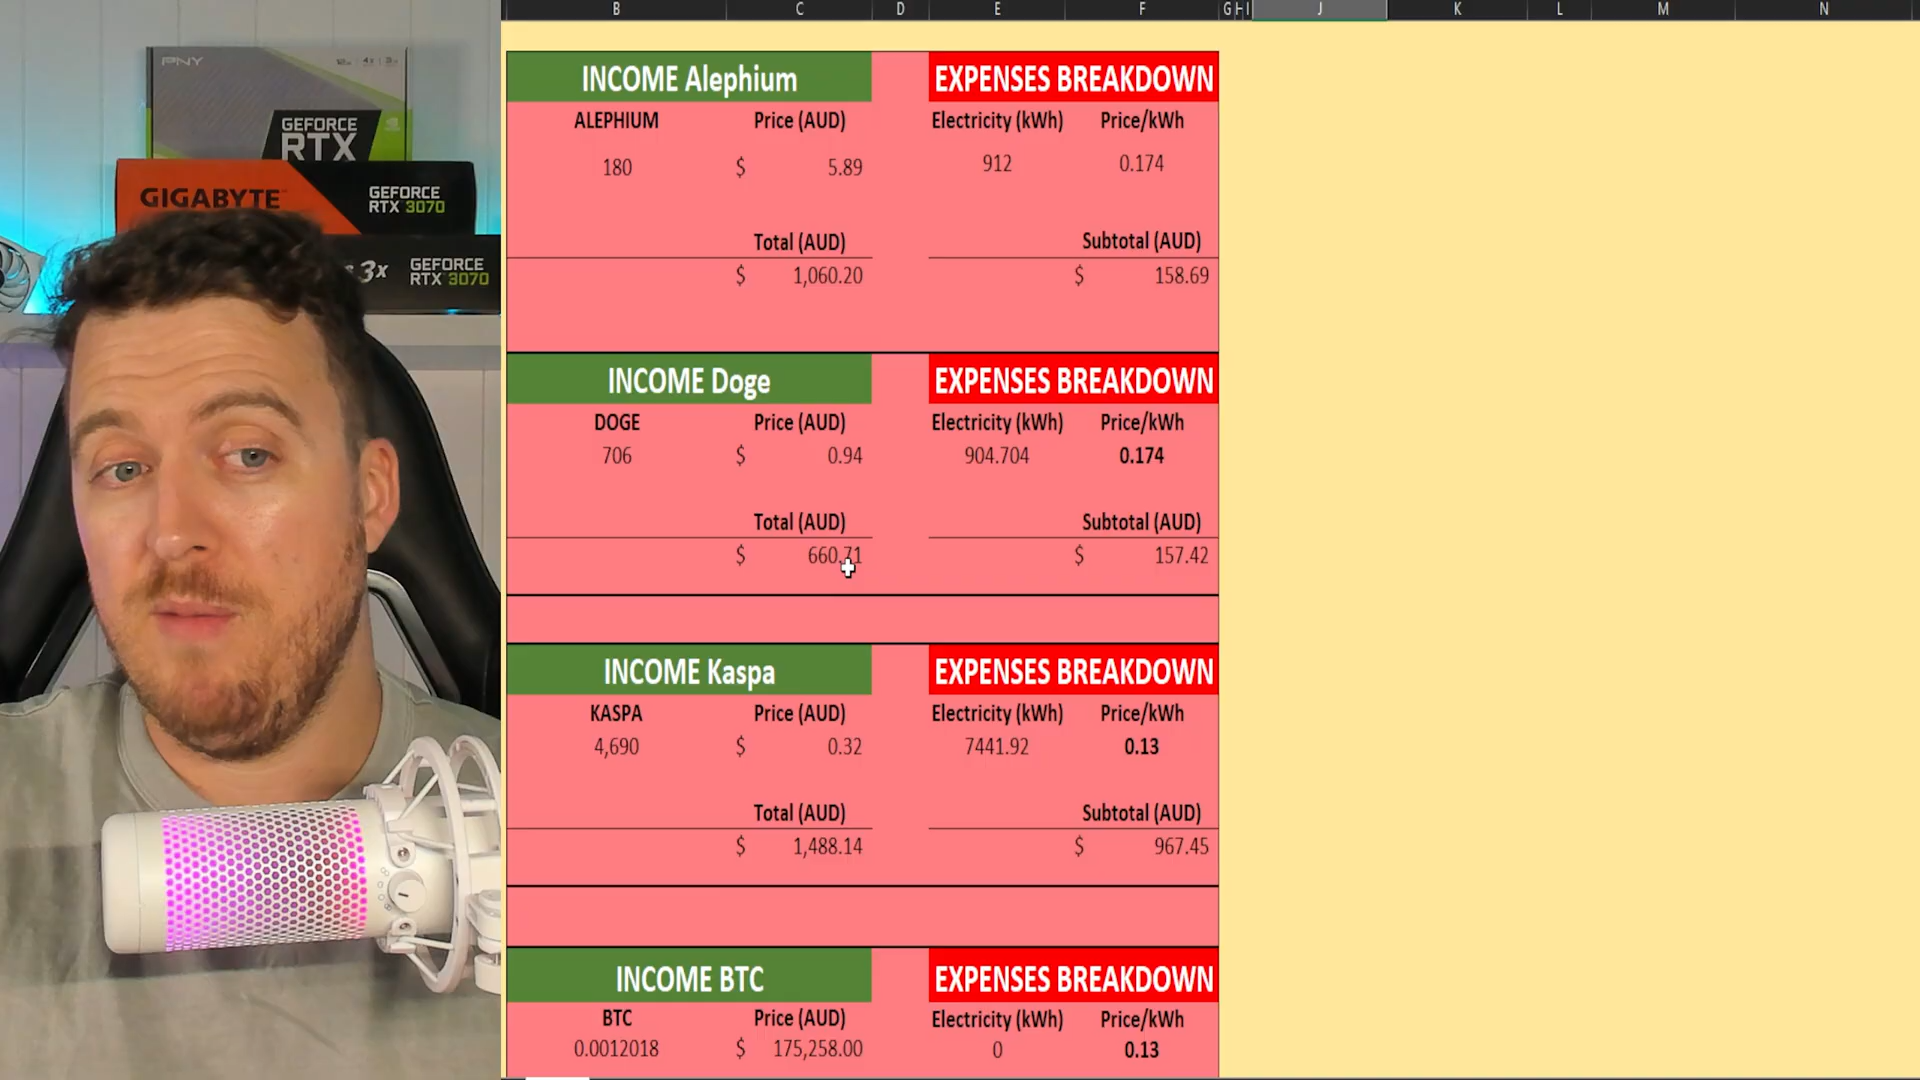 B C D E F G H I J K L M N
PNY
GEFORCE
RTX
GIGABYTE
GEFORCE
RTX 3070
3x
GEFORCE
RTX 3070
INCOME Alephium EXPENSES BREAKDOWN
ALEPHIUM Price (AUD) Electricity (kWh) Price/kWh
180 $ 5.89 912 0.174
Total (AUD) Subtotal (AUD)
$ 1,060.20 $ 158.69
INCOME Doge EXPENSES BREAKDOWN
DOGE Price (AUD) Electricity (kWh) Price/kWh
706 $ 0.94 904.704 0.174
Total (AUD) Subtotal (AUD)
$ 660.71 $ 157.42
INCOME Kaspa EXPENSES BREAKDOWN
KASPA Price (AUD) Electricity (kWh) Price/kWh
4,690 $ 0.32 7441.92 0.13
Total (AUD) Subtotal (AUD)
$ 1,488.14 $ 967.45
INCOME BTC EXPENSES BREAKDOWN
BTC Price (AUD) Electricity (kWh) Price/kWh
0.0012018 $ 175,258.00 0 0.13